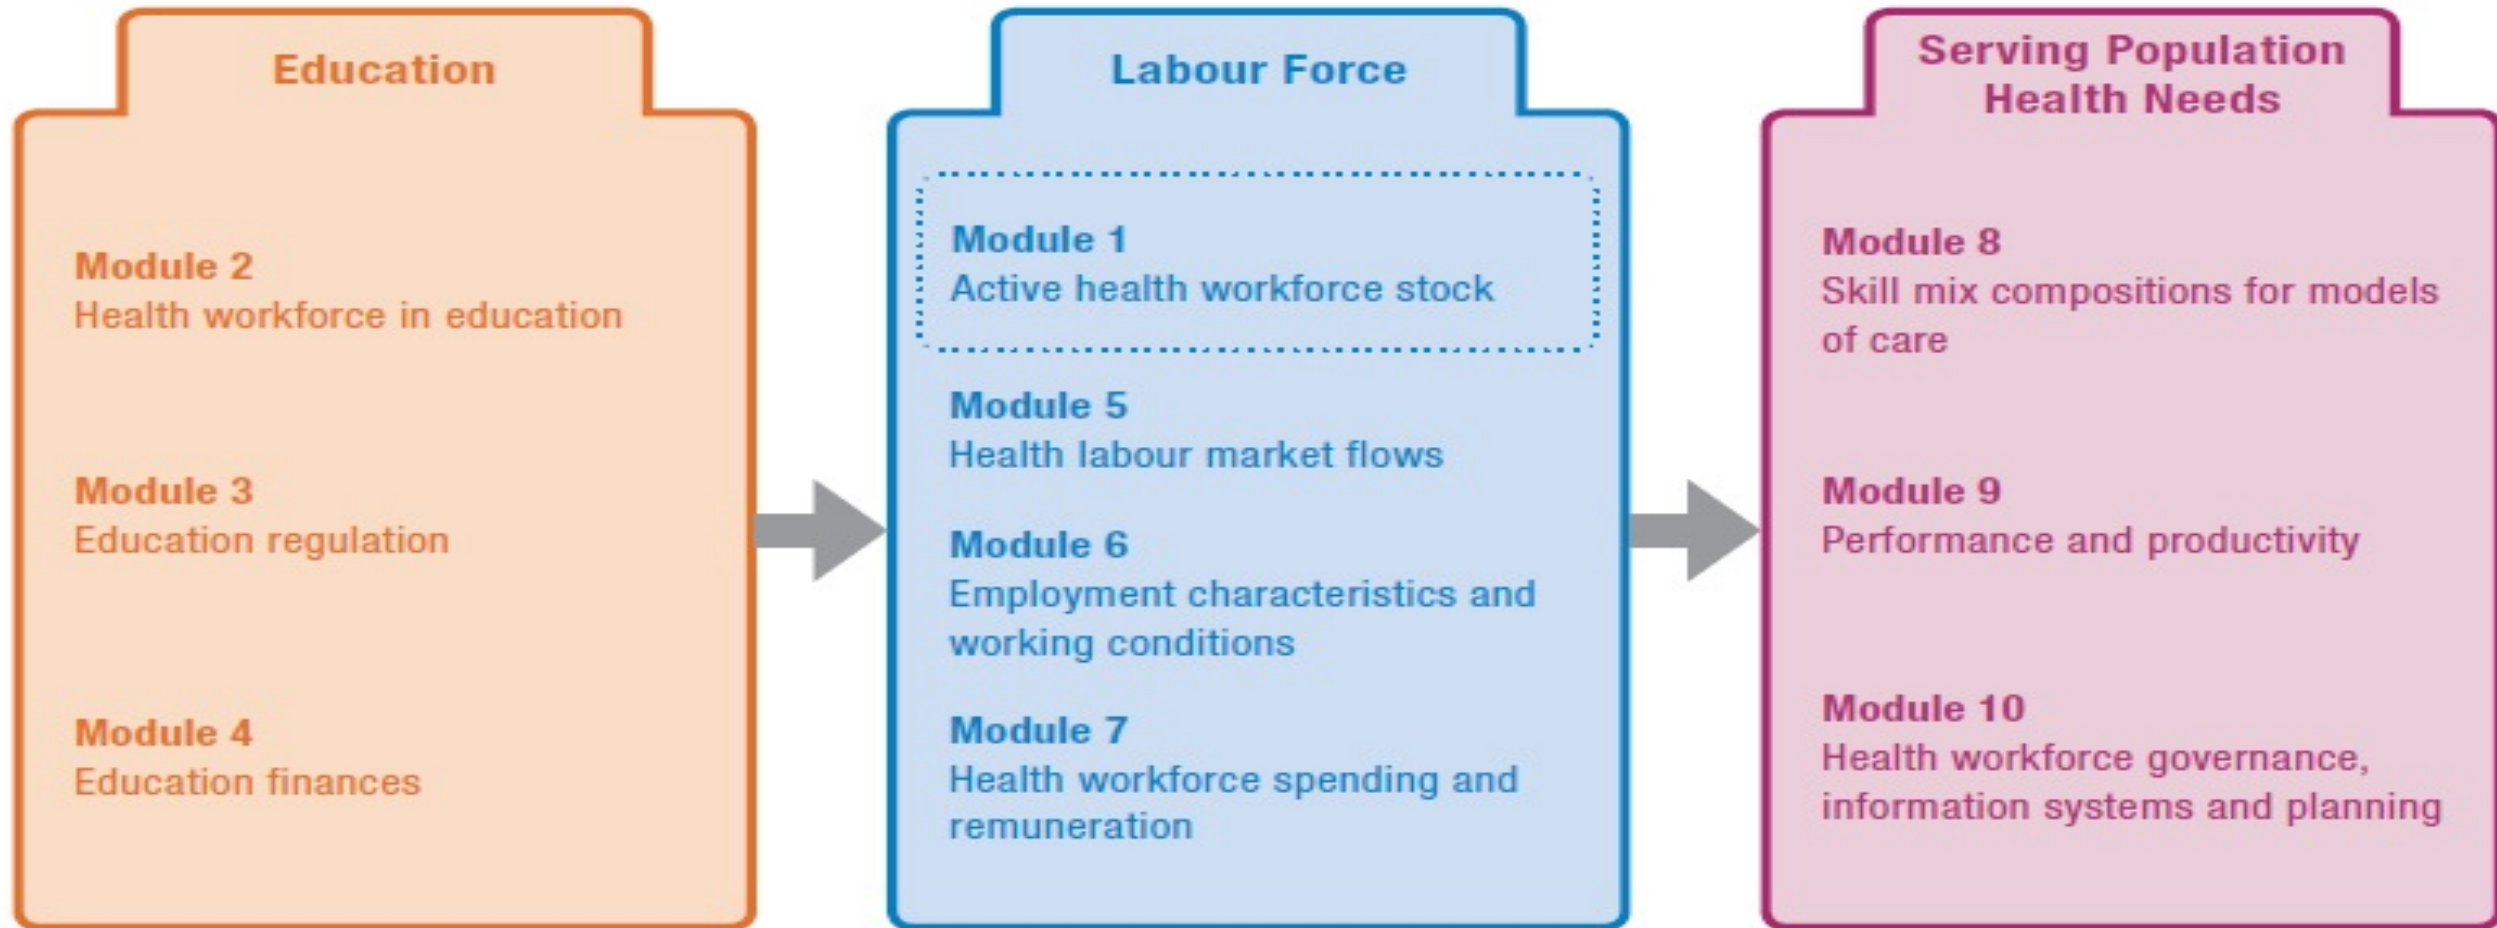 Education
Module 2
Health workforce in education
Module 3
Education regulation
Module 4
Education finances
Labour Force
Module 1
Active health workforce stock
Module 5
Health labour market flows
Module 6
Employment characteristics and
working conditions
Module 7
Health workforce spending and
remuneration
Serving Population
Health Needs
Module 8
Skill mix compositions for models
of care
Module 9
Performance and productivity
Module 10
Health workforce governance,
information systems and planning